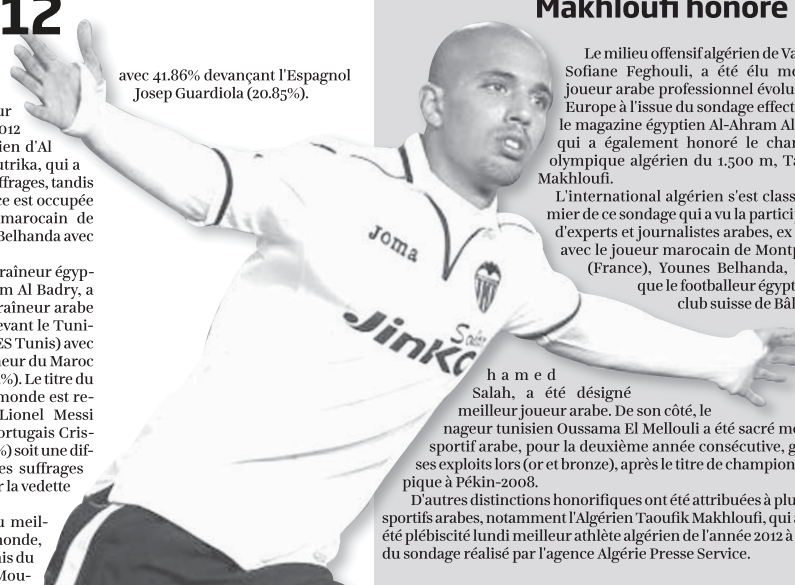 12
avec 41.86% devançant l'Espagnol
Josep Guardiola (20.85%).
ur
012
ien d'Al
utrika, qui a
ffrages, tandis
ce est occupée
marocain de
Belhanda avec
raîneur égyp-
m Al Badry, a
raîneur arabe
evant le Tuni-
ES Tunis) avec
neur du Maroc
%). Le titre du
monde est re-
Lionel Messi
ortugais Cris-
%) soit une dif-
es suffrages
r la vedette
u meil-
monde,
is du
Mou-
Joma
JinKo
Solar
Makhloufi honoré
Le milieu offensif algérien de Va
Sofiane Feghouli, a été élu me
joueur arabe professionnel évolu
Europe à l'issue du sondage effect
le magazine égyptien Al-Ahram Al
qui a également honoré le cham
olympique algérien du 1.500 m, Ta
Makhloufi.
L'international algérien s'est class
mier de ce sondage qui a vu la partici
d'experts et journalistes arabes, ex
avec le joueur marocain de Montp
(France), Younes Belhanda,
que le footballeur égypt
club suisse de Bâl
hamed
Salah, a été désigné
meilleur joueur arabe. De son côté, le
nageur tunisien Oussama El Mellouli a été sacré me
sportif arabe, pour la deuxième année consécutive, g
ses exploits lors (or et bronze), après le titre de champion
pique à Pékin-2008.
D'autres distinctions honorifiques ont été attribuées à plu
sportifs arabes, notamment l'Algérien Taoufik Makhloufi, qui a
été plébiscité lundi meilleur athlète algérien de l'année 2012 à
du sondage réalisé par l'agence Algérie Presse Service.